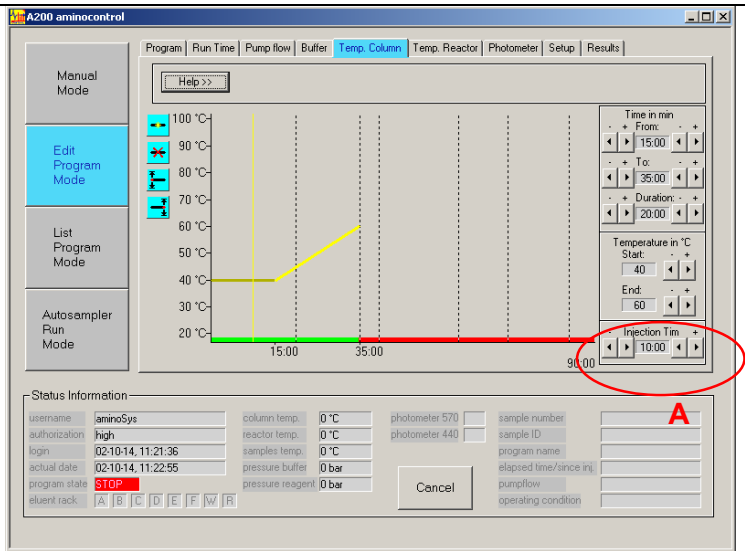 A200 aminocontrol
Program Run Time Pump flow Buffer Temp. Column Temp. Reactor Photometer Setup Results
Manual
Mode
Edit
Program
Mode
List
Program
Mode
Autosampler
Run
Mode
Help >>
100 °C
90 °C
80 °C
70 °C
60 °C
50 °C
40 °C
30 °C
20 °C
15:00 35:00
90:00
Time in min
- + From: - +
15:00
- + To: - +
35:00
- + Duration: - +
20:00
Temperature in °C
Start: - +
40
End: - +
60
- Injection Tim +
10:00
A
Status Information
username aminoSys column temp. 0 °C photometer 570 sample number
authorization high reactor temp. 0 °C photometer 440 sample ID
login 02-10-14, 11:21:36 samples temp. 0 °C program name
actual date 02-10-14, 11:22:55 pressure buffer 0 bar elapsed time/since inj.
program state STOP pressure reagent 0 bar Cancel pumpflow
eluent rack A B C D E F W R operating condition